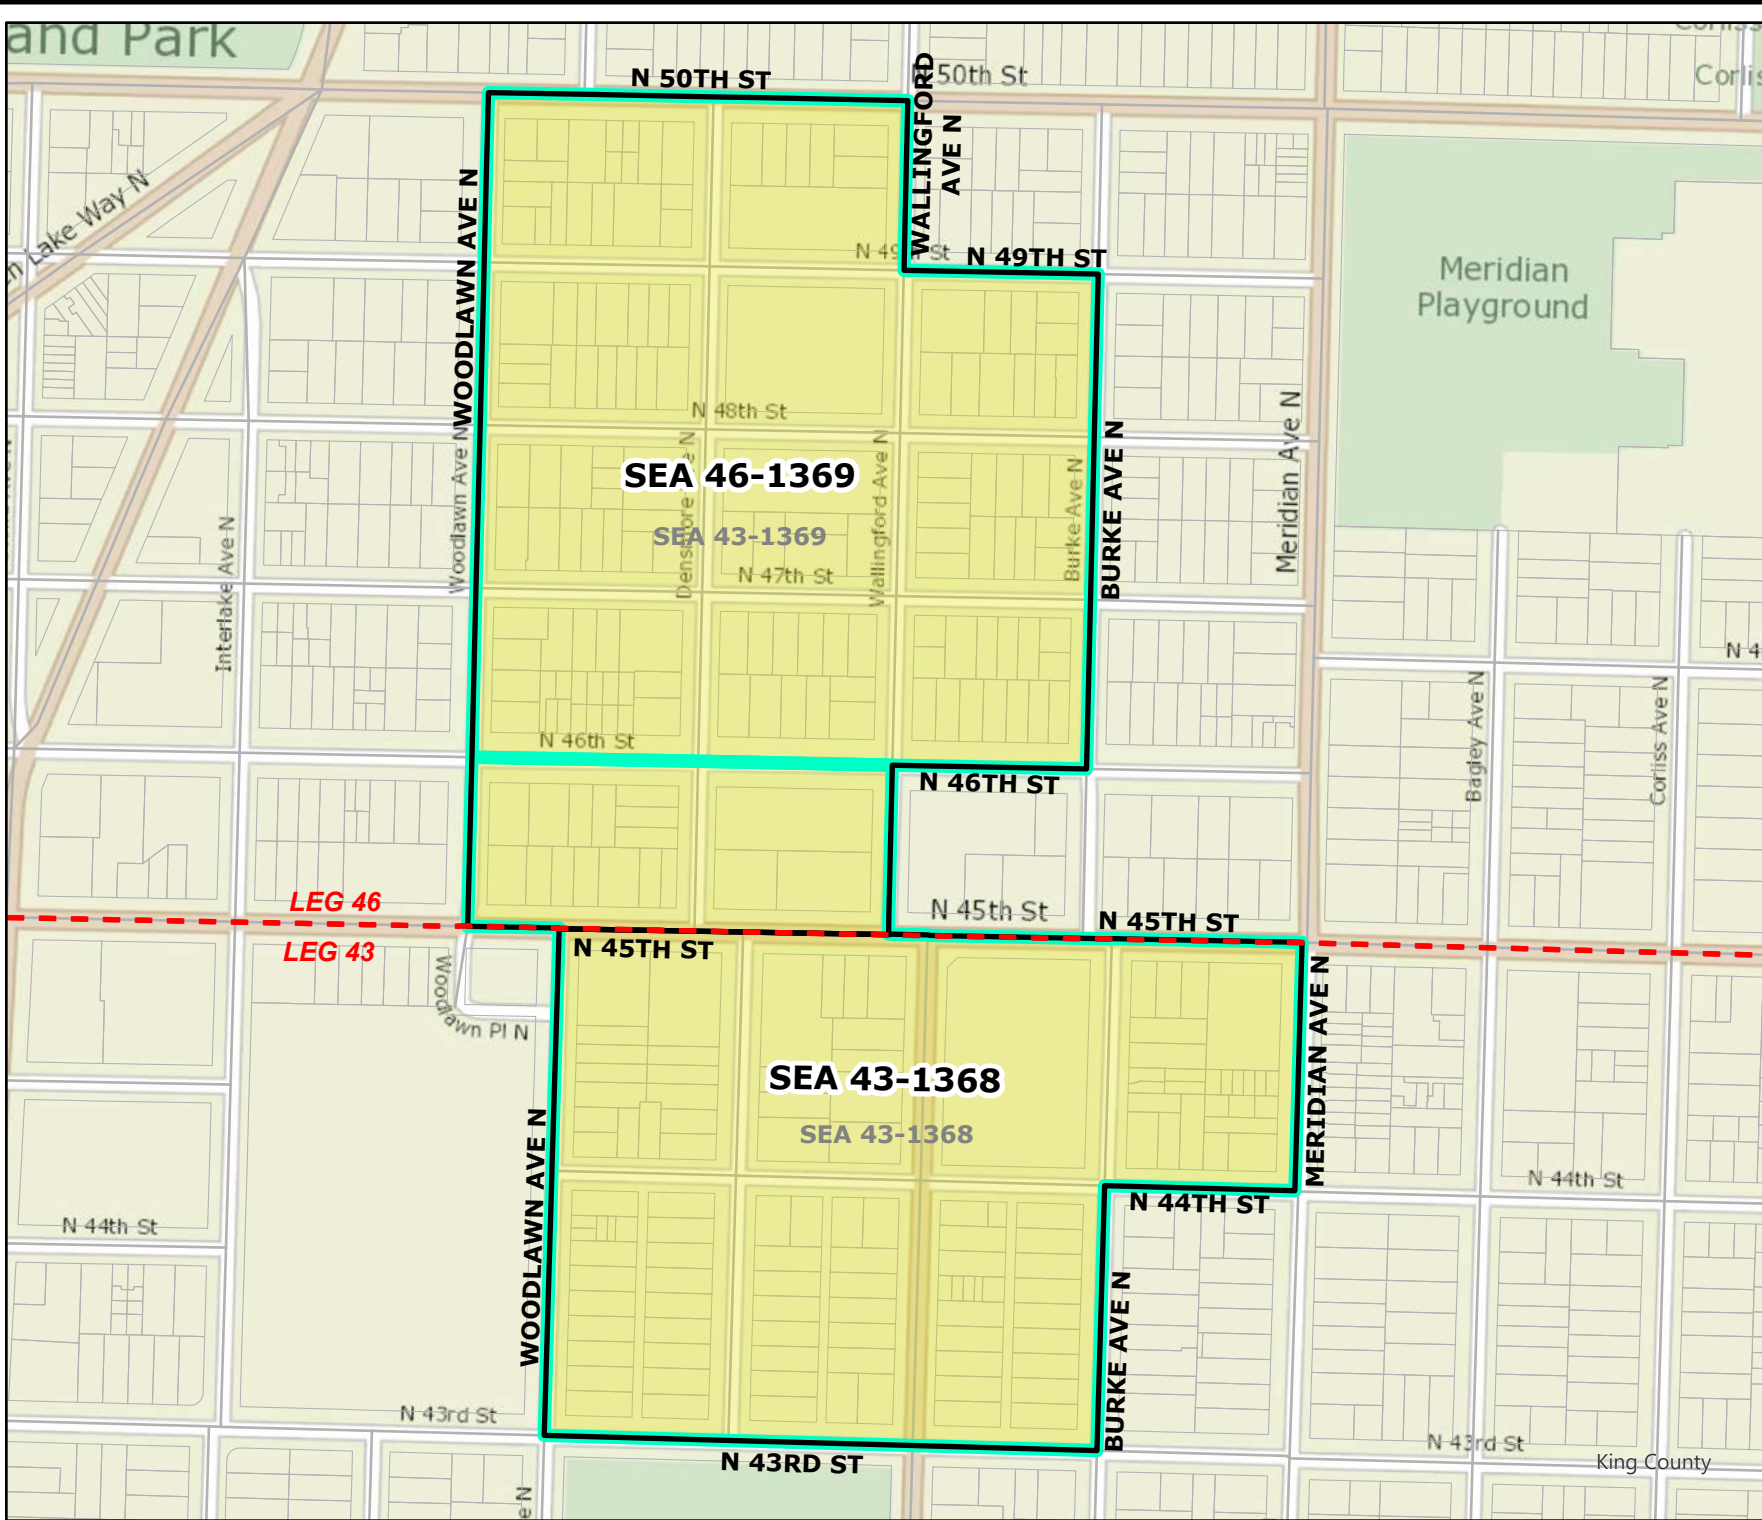 and Park
N 50TH ST
50th St
WALLINGFORD
AVE N
WOODLAWN AVE N
Lake Way N
N 49TH ST
Meridian
Playground
N 48th St
SEA 46-1369
SEA 43-1369
N 47th St
Woodlawn Ave N
Interlake Ave N
Wallingford Ave N
Burke Ave N
BURKE AVE N
Meridian Ave N
N 46th St
N 46TH ST
Bagley Ave N
Corliss Ave N
LEG 46
LEG 43
N 45th St
N 45TH ST
N 45TH ST
Woodlawn Pl N
SEA 43-1368
SEA 43-1368
MERIDIAN AVE N
WOODLAWN AVE N
N 44TH ST
N 44th St
N 44th St
BURKE AVE N
N 43rd St
N 43RD ST
N 43rd St
King County